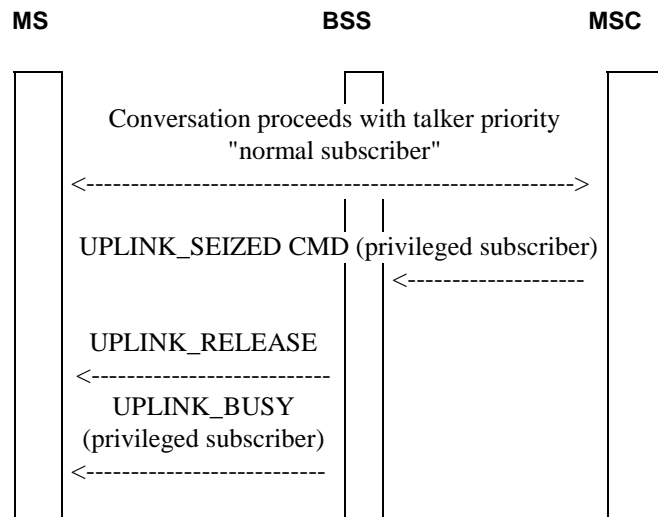 MS BSS MSC
Conversation proceeds with talker priority
"normal subscriber"
<------------------------------------------------------->
UPLINK_SEIZED CMD (privileged subscriber)
<--------------------
UPLINK_RELEASE
<---------------------------
UPLINK_BUSY
(privileged subscriber)
<---------------------------